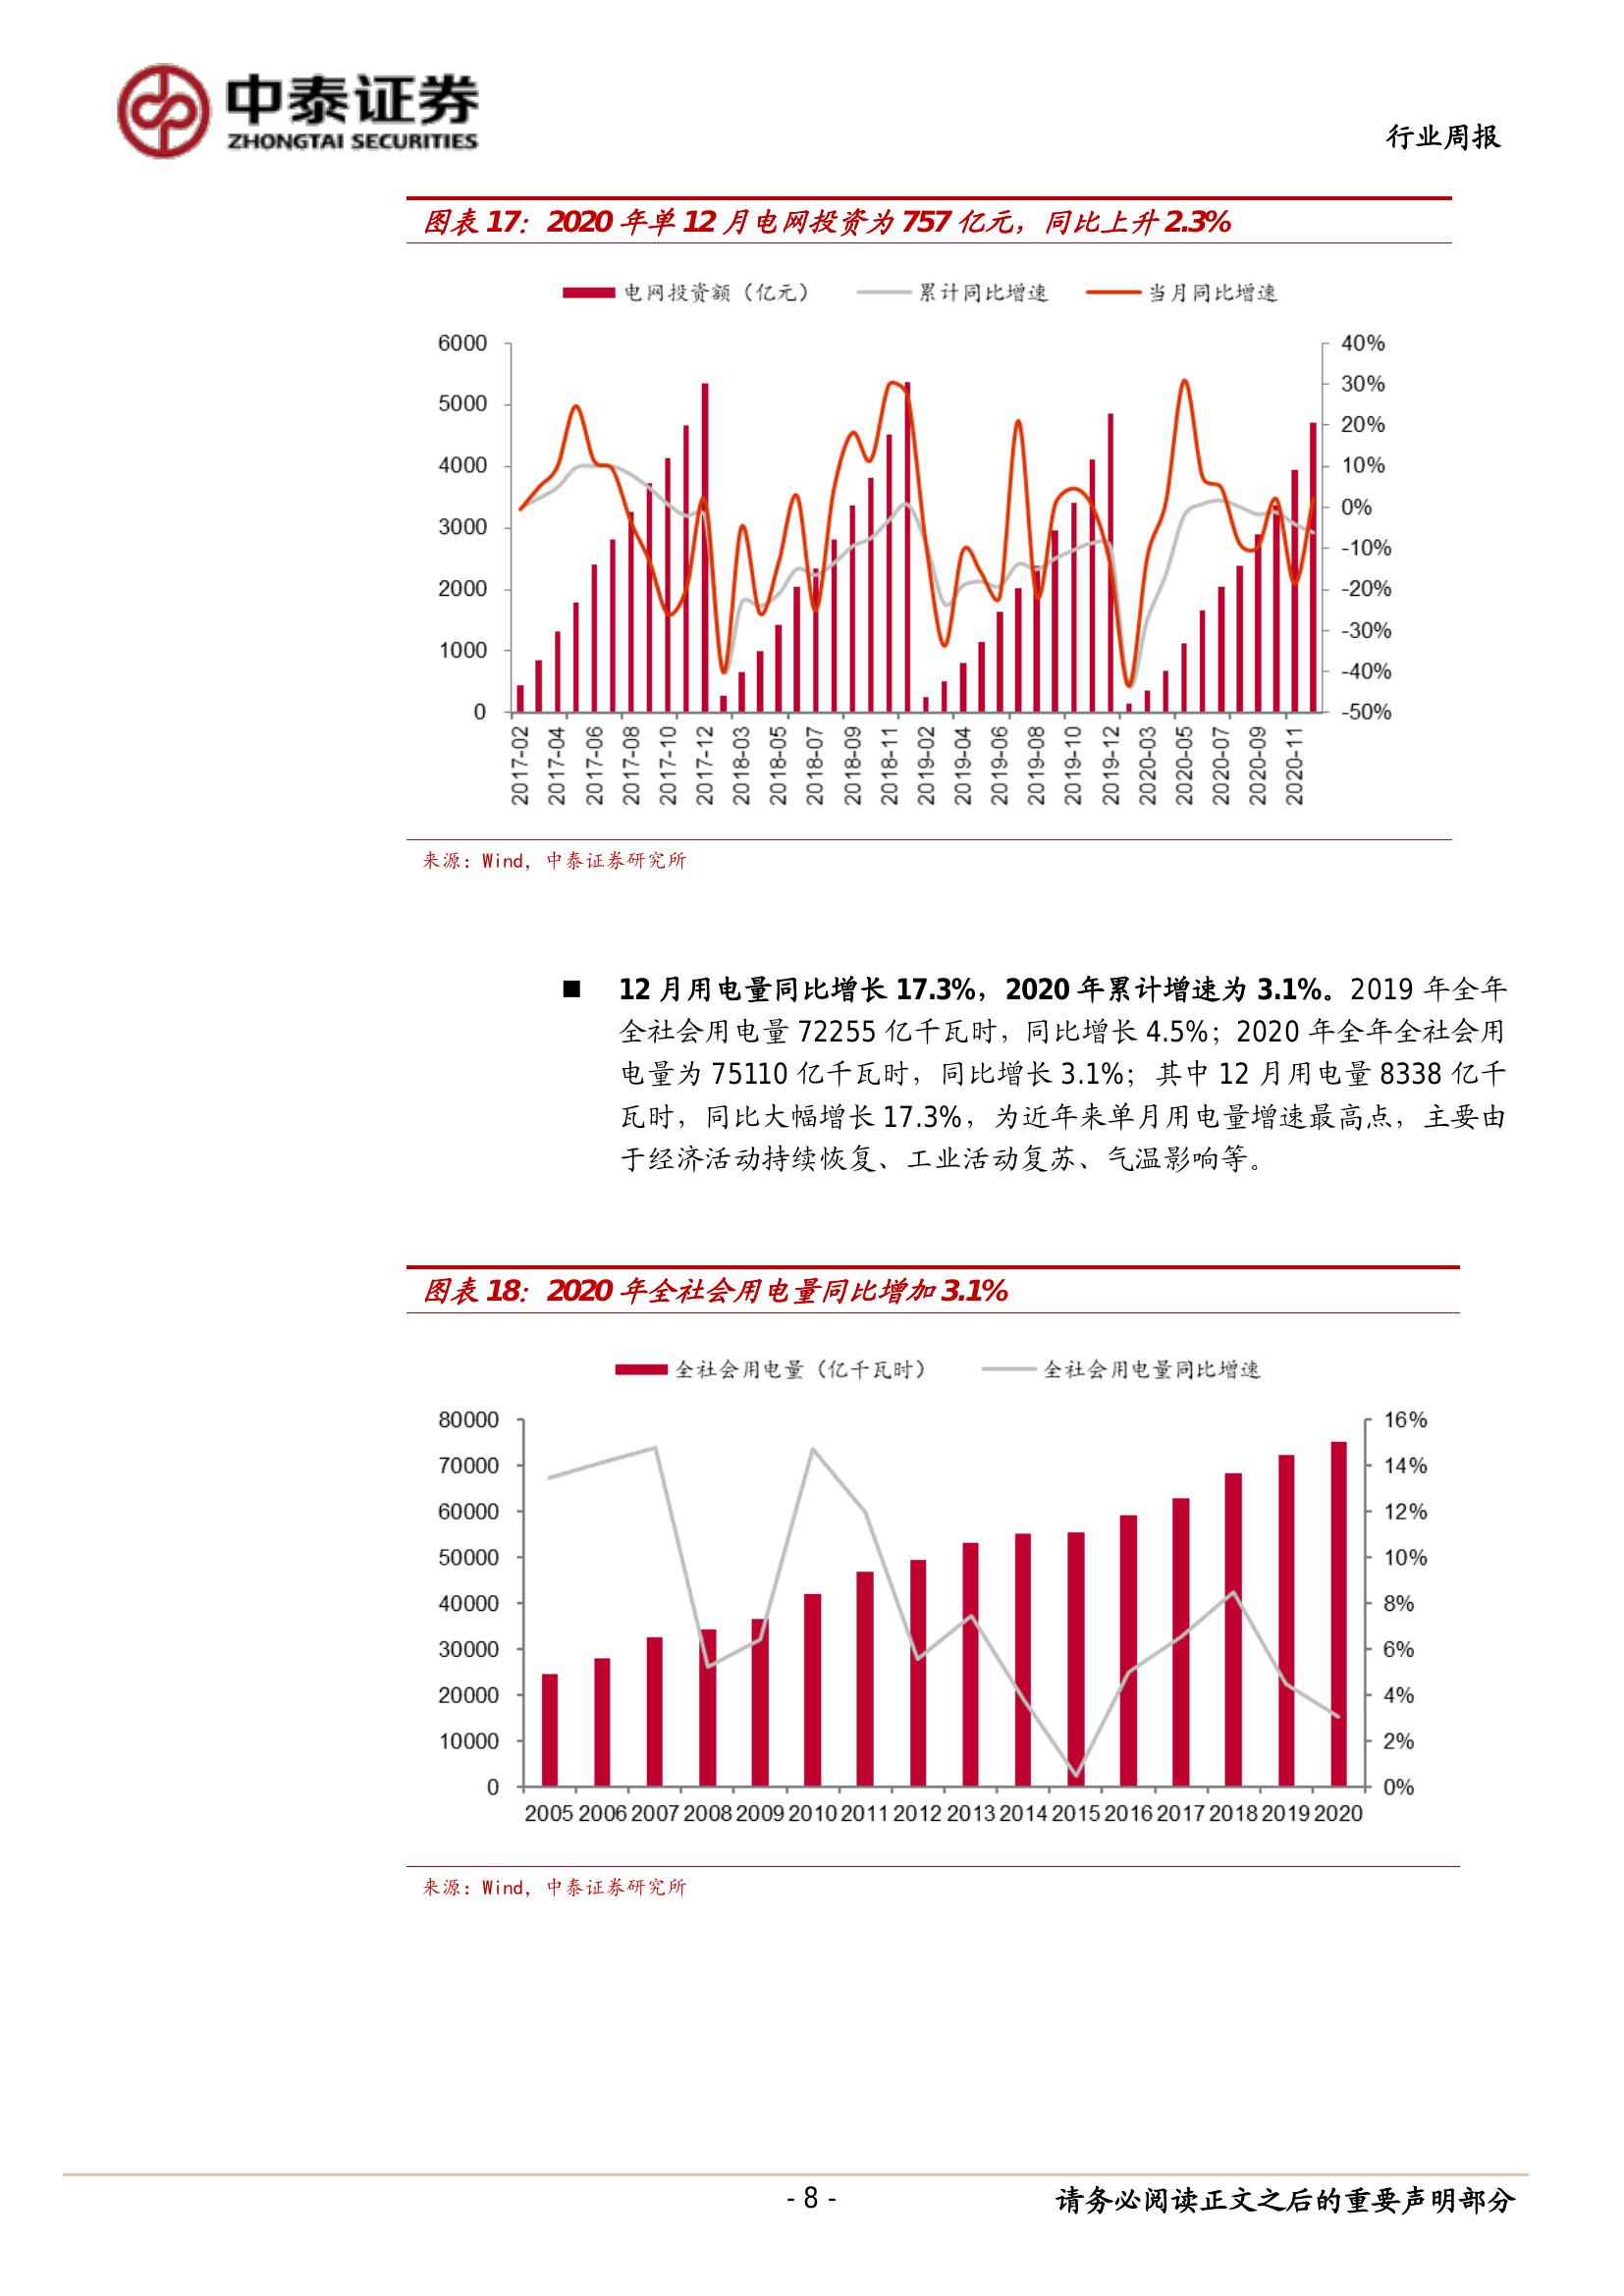 中泰证券
ZHONGTAI SECURITIES
行业周报
图表 17：2020 年单 12 月电网投资为 757 亿元，同比上升 2.3%
电网投资额（亿元） 累计同比增速 当月同比增速
6000 40%
30%
5000
20%
4000 10%
0%
3000
-10%
2000 -20%
-30%
1000
-40%
0 -50%
2017-02 2017-04 2017-06 2017-08 2017-10 2017-12 2018-03 2018-05 2018-07 2018-09 2018-11 2019-02 2019-04 2019-06 2019-08 2019-10 2019-12 2020-03 2020-05 2020-07 2020-09 2020-11
来源：Wind，中泰证券研究所
■ 12 月用电量同比增长 17.3%，2020 年累计增速为 3.1%。2019 年全年
全社会用电量 72255 亿千瓦时，同比增长 4.5%；2020 年全年全社会用
电量为 75110 亿千瓦时，同比增长 3.1%；其中 12 月用电量 8338 亿千
瓦时，同比大幅增长 17.3%，为近年来单月用电量增速最高点，主要由
于经济活动持续恢复、工业活动复苏、气温影响等。
图表 18：2020 年全社会用电量同比增加 3.1%
全社会用电量（亿千瓦时） 全社会用电量同比增速
80000 16%
70000 14%
60000 12%
50000 10%
40000 8%
30000 6%
20000 4%
10000 2%
0 0%
2005 2006 2007 2008 2009 2010 2011 2012 2013 2014 2015 2016 2017 2018 2019 2020
来源：Wind，中泰证券研究所
- 8 - 请务必阅读正文之后的重要声明部分